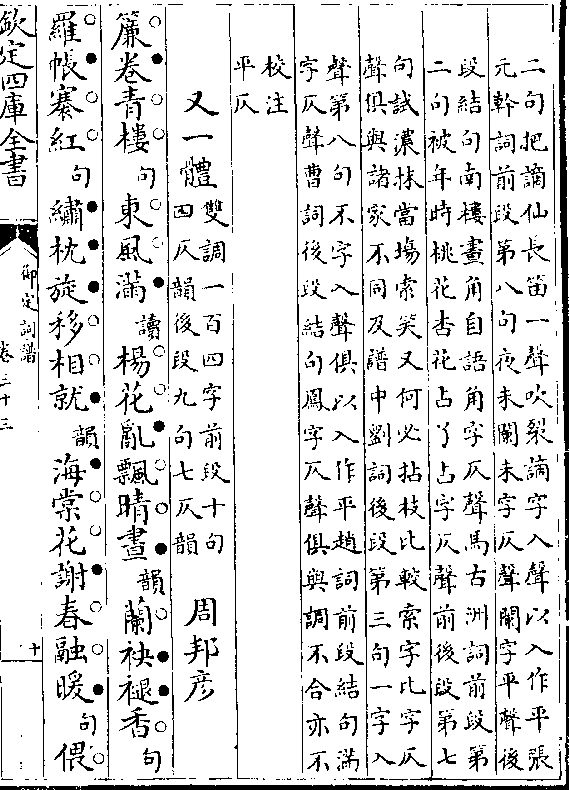 二句把謫仙長笛一聲吹裂謫字入聲以入作平張
元幹詞前段第八句夜未闌未字仄聲闌字平聲後
段結句南樓畫角自語角字仄聲馬古洲詞前段第
二句被年時桃花杏花占了占字仄聲前後段第七
句試濃抹當塲索笑又何必拈枝比較索字比字仄
聲俱與諸家不同及譜中劉詞後段第三句一字入
聲第八句不字入聲俱以入作平趙詞前段結句滿
字仄聲曹詞後段結句鳳字仄聲俱與調不合亦不
校注
平仄
又一體 雙調一百四字前段十句
四仄韻後段九句七仄韻 周邦彥
簾卷青樓句東風滿讀楊花亂飄晴晝韻蘭袂褪香句
羅帳褰紅句繡枕旋移相就韻海棠花謝春融暖句偎
欽定四庫全書
御定詞譜
卷三十三
十